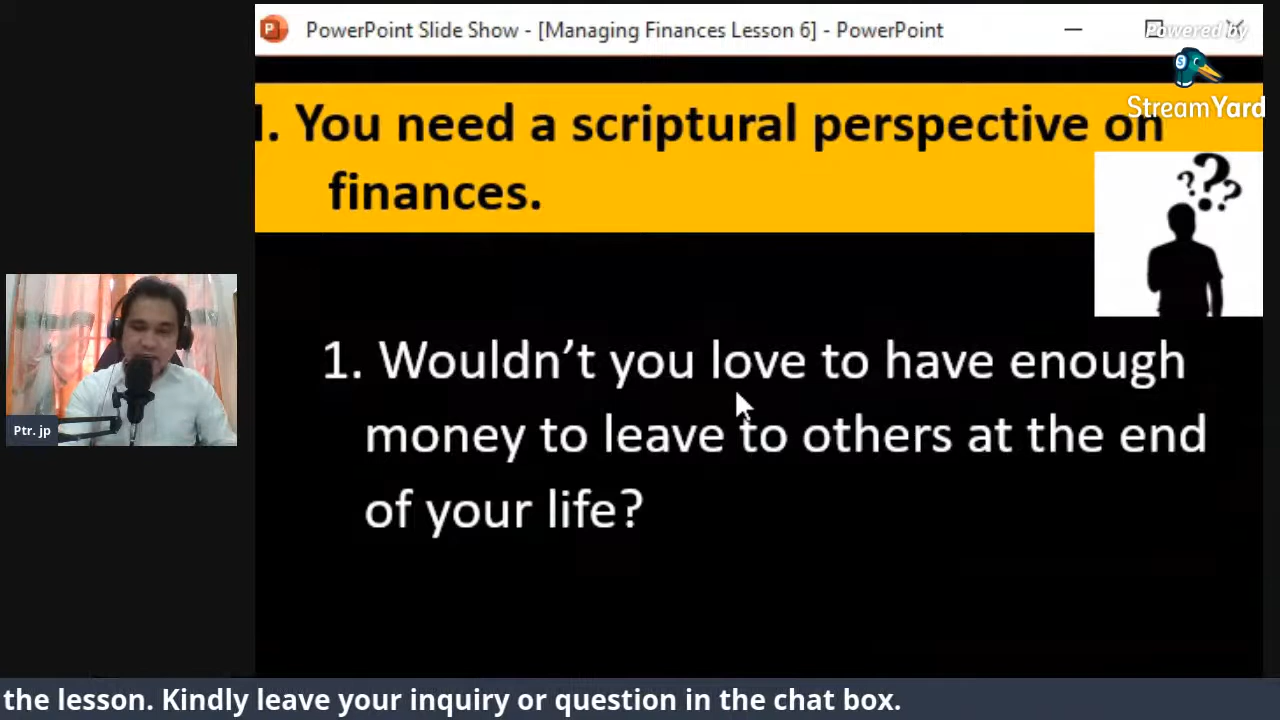 PowerPoint Slide Show - [Managing Finances Lesson 6] - PowerPoint
Powered by
StreamYard
I. You need a scriptural perspective on
finances.
1. Wouldn't you love to have enough
money to leave to others at the end
of your life?
Ptr. jp
the lesson. Kindly leave your inquiry or question in the chat box.